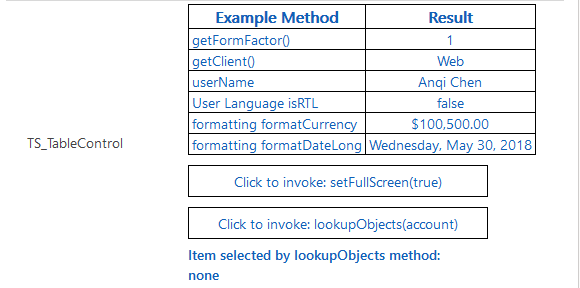 Example Method Result
getFormFactor() 1
getClient() Web
userName Anqi Chen
User Language isRTL false
formatting formatCurrency $100,500.00
formatting formatDateLong Wednesday, May 30, 2018
TS_TableControl
Click to invoke: setFullScreen(true)
Click to invoke: lookupObjects(account)
Item selected by lookupObjects method:
none